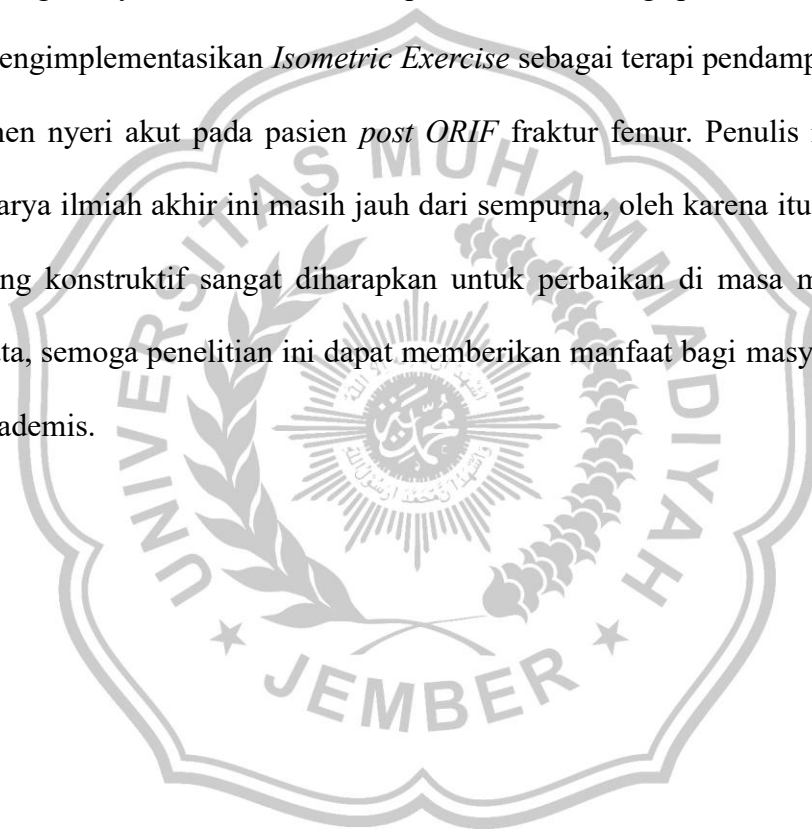 engimplementasikan Isometric Exercise sebagai terapi pendamp
nen nyeri akut pada pasien post ORIF fraktur femur. Penulis
arya ilmiah akhir ini masih jauh dari sempurna, oleh karena itu
ng konstruktif sangat diharapkan untuk perbaikan di masa m
ta, semoga penelitian ini dapat memberikan manfaat bagi masy
ademis.
UNIVERSITAS MUHAMMADIYAH
JEMBER